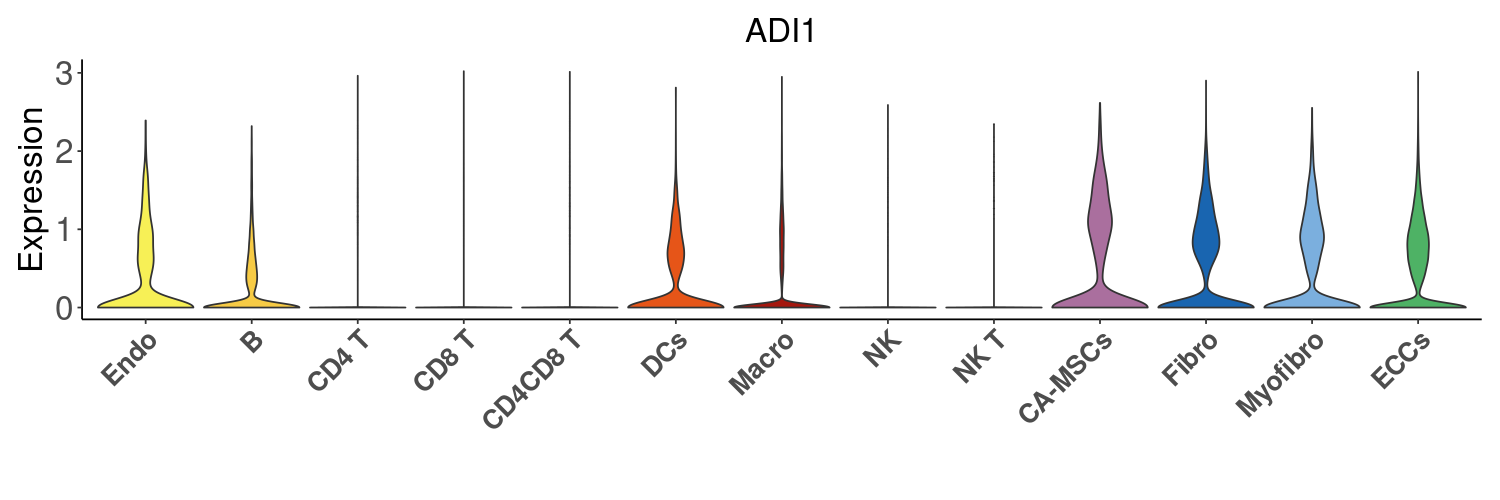 ADI1
Expression
3
2
1
0
Endo
B
CD4 T
CD8 T
CD4CD8 T
DCs
Macro
NK
NK T
CA-MSCs
Fibro
Myofibro
ECCs